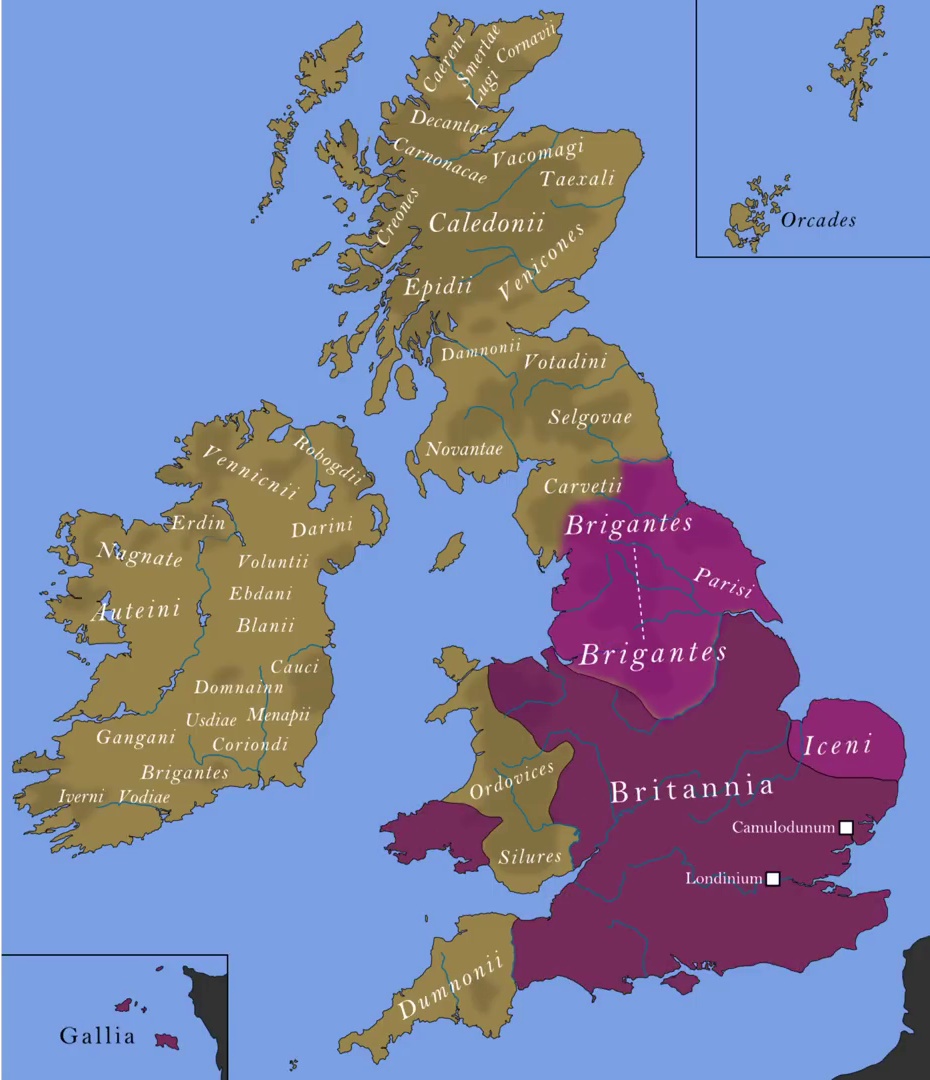 Caereni
Smertae
Cornavii
Lugi
Decantae
Carnonacae
Vacomagi
Taexali
Creones
Caledonii
Orcades
Epidii
Venicones
Damnonii
Votadini
Selgovae
Novantae
Robogdii
Vennicnii
Carvetii
Erdin
Darini
Brigantes
Nagnate
Voluntii
Parisi
Ebdani
Auteini
Blanii
Brigantes
Cauci
Domnainn
Usdiae
Menapii
Gangani
Coriondi
Iceni
Brigantes
Ordovices
Britannia
Iverni
Vodiae
Camulodunum
Silures
Londinium
Dumnonii
Gallia